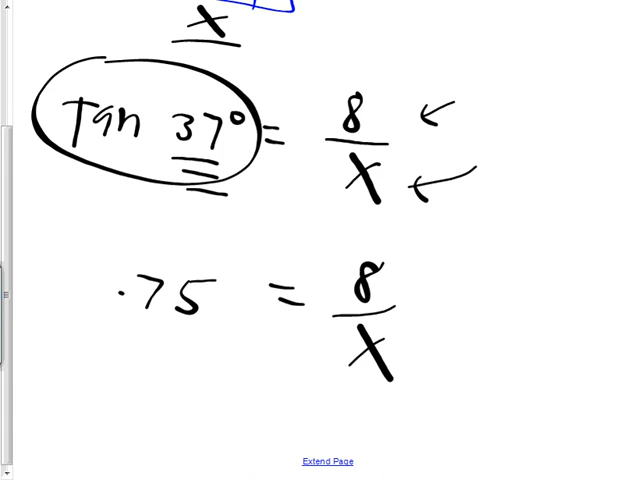 x
Tan 37° = 8/x
.75 = 8/x
Extend Page